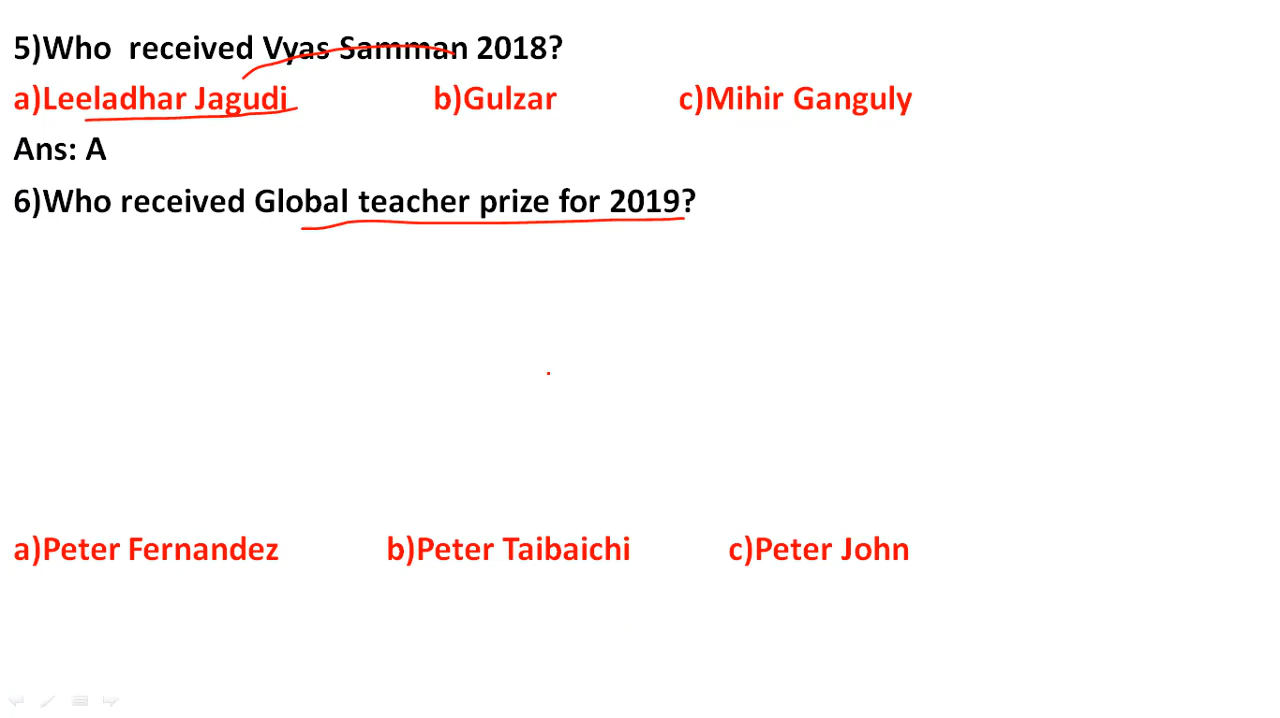 5)Who received Vyas Samman 2018?
a)Leeladhar Jagudi b)Gulzar c)Mihir Ganguly
Ans: A
6)Who received Global teacher prize for 2019?
a)Peter Fernandez b)Peter Taibaichi c)Peter John